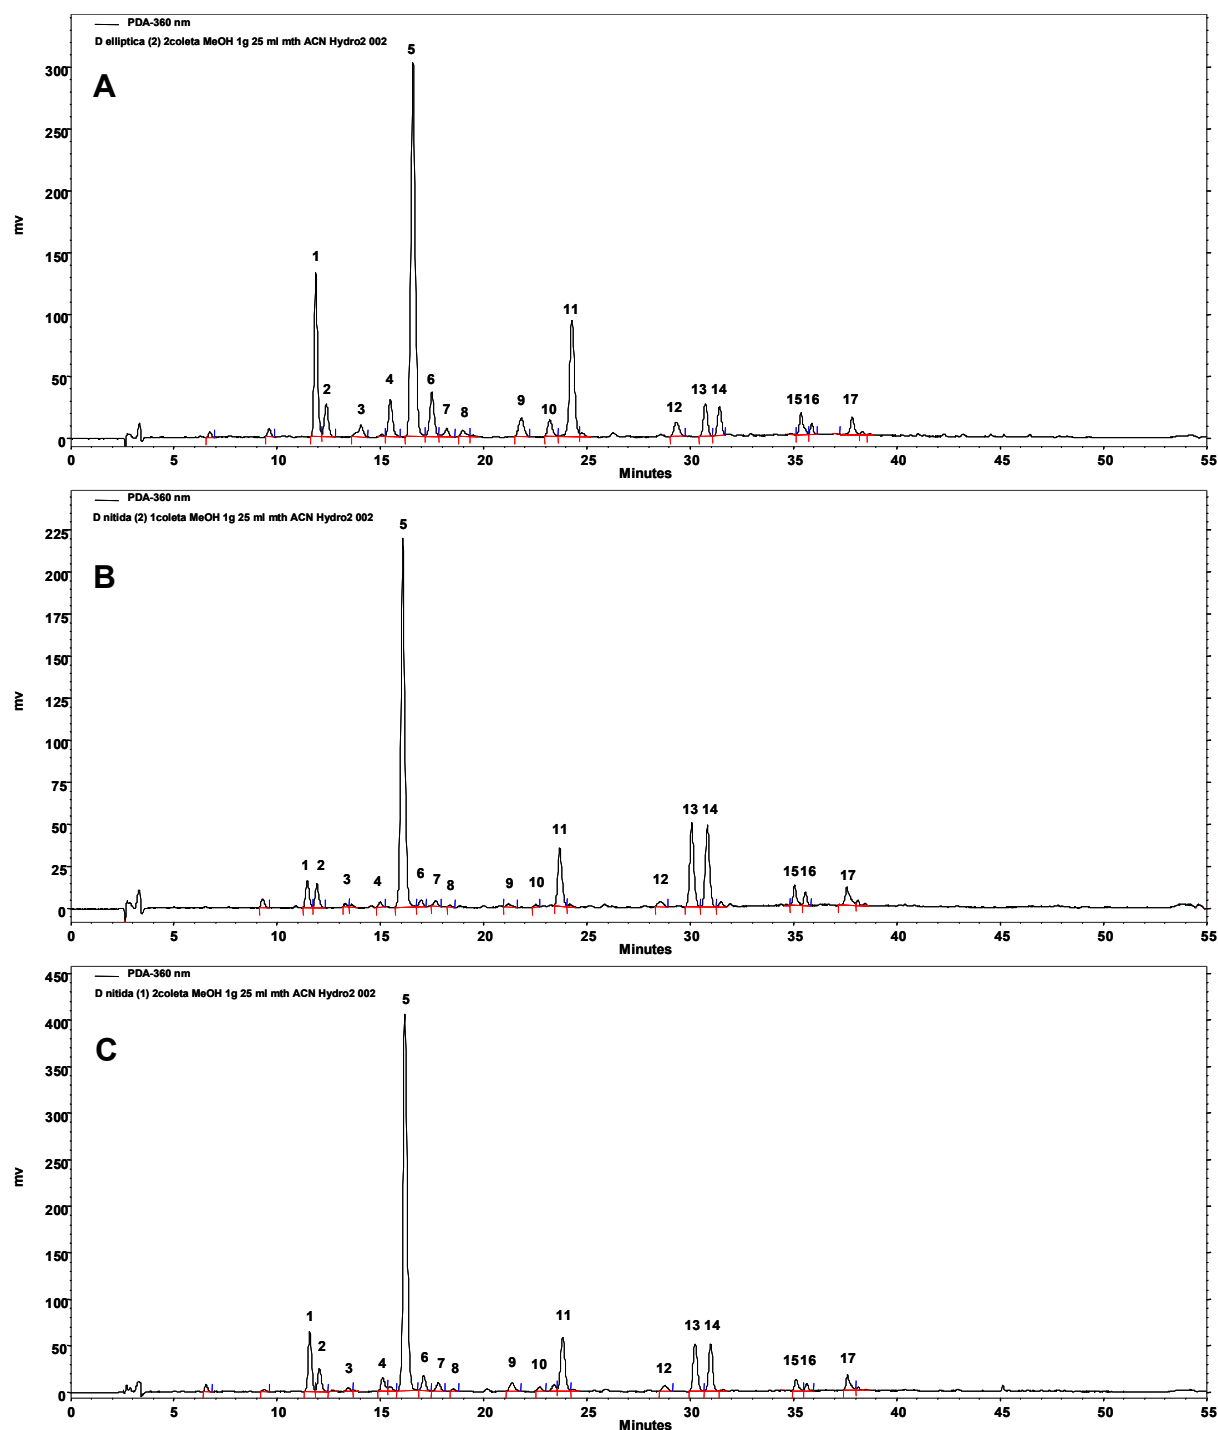 PDA-360 nm
D elliptica (2) 2coleta MeOH 1g 25 ml mth ACN Hydro2 002
A
mv
300
250
200
150
100
50
0
1 2 3 4 5 6 7 8 9 10 11 12 13 14 15 16 17
0 5 10 15 20 25 30 35 40 45 50 55
Minutes
PDA-360 nm
D nitida (2) 1coleta MeOH 1g 25 ml mth ACN Hydro2 002
B
mv
225
200
175
150
125
100
75
50
25
0
1 2 3 4 5 6 7 8 9 10 11 12 13 14 15 16 17
0 5 10 15 20 25 30 35 40 45 50 55
Minutes
PDA-360 nm
D nitida (1) 2coleta MeOH 1g 25 ml mth ACN Hydro2 002
C
mv
450
400
350
300
250
200
150
100
50
0
1 2 3 4 5 6 7 8 9 10 11 12 13 14 15 16 17
0 5 10 15 20 25 30 35 40 45 50 55
Minutes